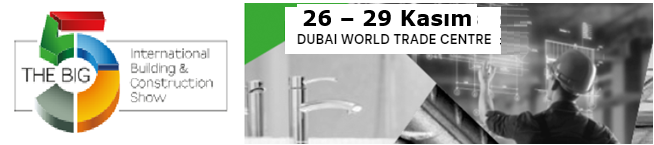 THE BIG 5
International
Building &
Construction
Show
26 – 29 Kasım
DUBAI WORLD TRADE CENTRE